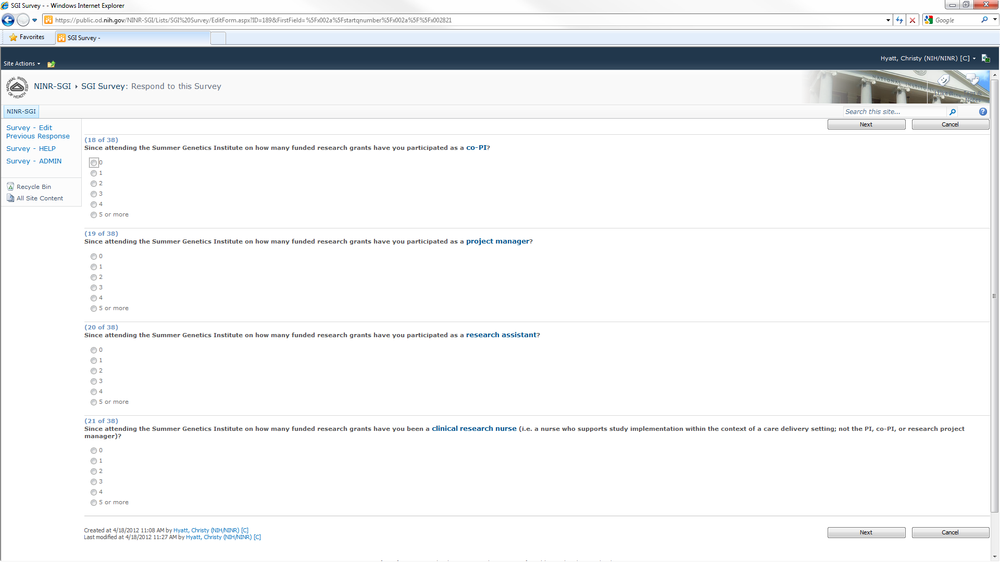 SGI Survey - - Windows Internet Explorer
https://public.od.nih.gov/NINR-SGI/Lists/SGI%20Survey/EditForm.aspx?ID=189&FirstField=%5Fx002a%5Fstartqnumber%5Fx002a%5F%5Fx002821
Google
Favorites
SGI Survey -
Hyatt, Christy (NIH/NINR) [C]
Site Actions
NATIONAL INSTITUTES OF HEALTH
NINR-SGI SGI Survey: Respond to this Survey
NINR-SGI
Search this site...
Survey - Edit
Previous Response
Survey - HELP
Survey - ADMIN
Recycle Bin
All Site Content
Next
Cancel
(18 of 38)
Since attending the Summer Genetics Institute on how many funded research grants have you participated as a co-PI?
0
1
2
3
4
5 or more
(19 of 38)
Since attending the Summer Genetics Institute on how many funded research grants have you participated as a project manager?
0
1
2
3
4
5 or more
(20 of 38)
Since attending the Summer Genetics Institute on how many funded research grants have you participated as a research assistant?
0
1
2
3
4
5 or more
(21 of 38)
Since attending the Summer Genetics Institute on how many funded research grants have you been a clinical research nurse (i.e. a nurse who supports study implementation within the context of a care delivery setting; not the PI, co-PI, or research project
manager)?
0
1
2
3
4
5 or more
Created at 4/18/2012 11:08 AM by Hyatt, Christy (NIH/NINR) [C]
Last modified at 4/18/2012 11:27 AM by Hyatt, Christy (NIH/NINR) [C]
Next
Cancel